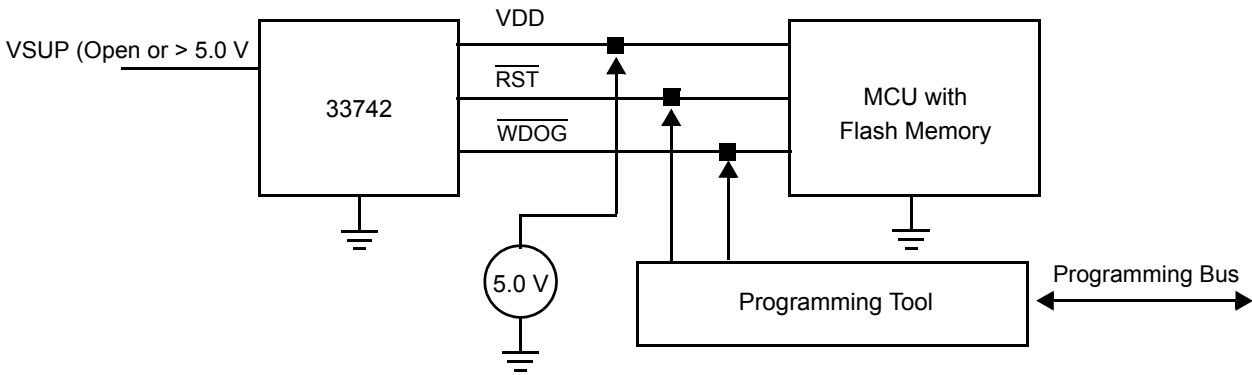 VDD
VSUP (Open or > 5.0 V
RST
33742
MCU with
Flash Memory
WDOG
5.0 V
Programming Tool
Programming Bus